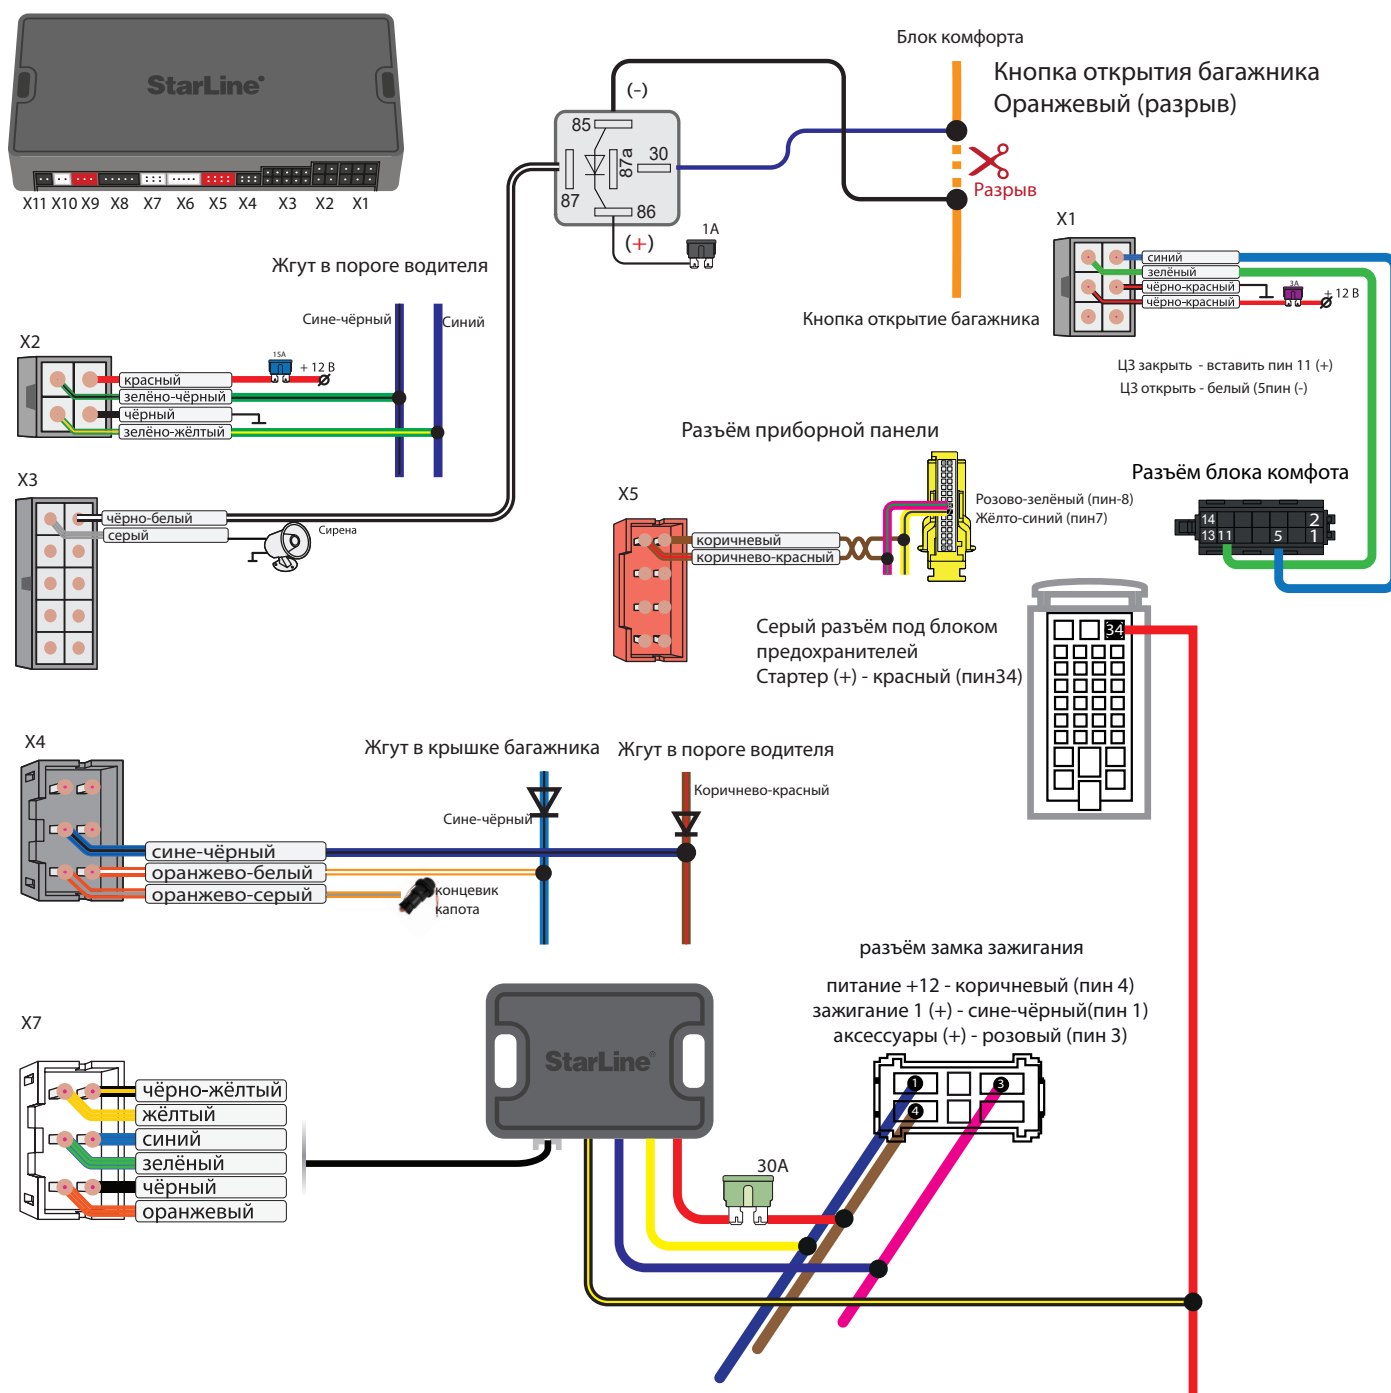 StarLine
X11 X10 X9 X8 X7 X6 X5 X4 X3 X2 X1
Блок комфорта
Кнопка открытия багажника
Оранжевый (разрыв)
(-)
85
87a
30
87
86
(+)
1A
Разрыв
Кнопка открытие багажника
X1
синий
зелёный
чёрно-красный
чёрно-красный
3A
+ 12 В
ЦЗ закрыть - вставить пин 11 (+)
ЦЗ открыть - белый (5пин (-)
Жгут в пороге водителя
Сине-чёрный
Синий
X2
15A
+ 12 В
красный
зелёно-чёрный
чёрный
зелёно-жёлтый
X3
чёрно-белый
серый
Сирена
Разъём приборной панели
X5
коричневый
коричнево-красный
Розово-зелёный (пин-8)
Жёлто-синий (пин7)
Разъём блока комфота
14
2
13 11
5
1
Серый разъём под блоком
предохранителей
Стартер (+) - красный (пин34)
34
X4
Жгут в крышке багажника
Жгут в пороге водителя
Сине-чёрный
Коричнево-красный
сине-чёрный
оранжево-белый
оранжево-серый
концевик
капота
разъём замка зажигания
питание +12 - коричневый (пин 4)
зажигание 1 (+) - сине-чёрный(пин 1)
аксессуары (+) - розовый (пин 3)
1
3
4
X7
чёрно-жёлтый
жёлтый
синий
зелёный
чёрный
оранжевый
StarLine
30A